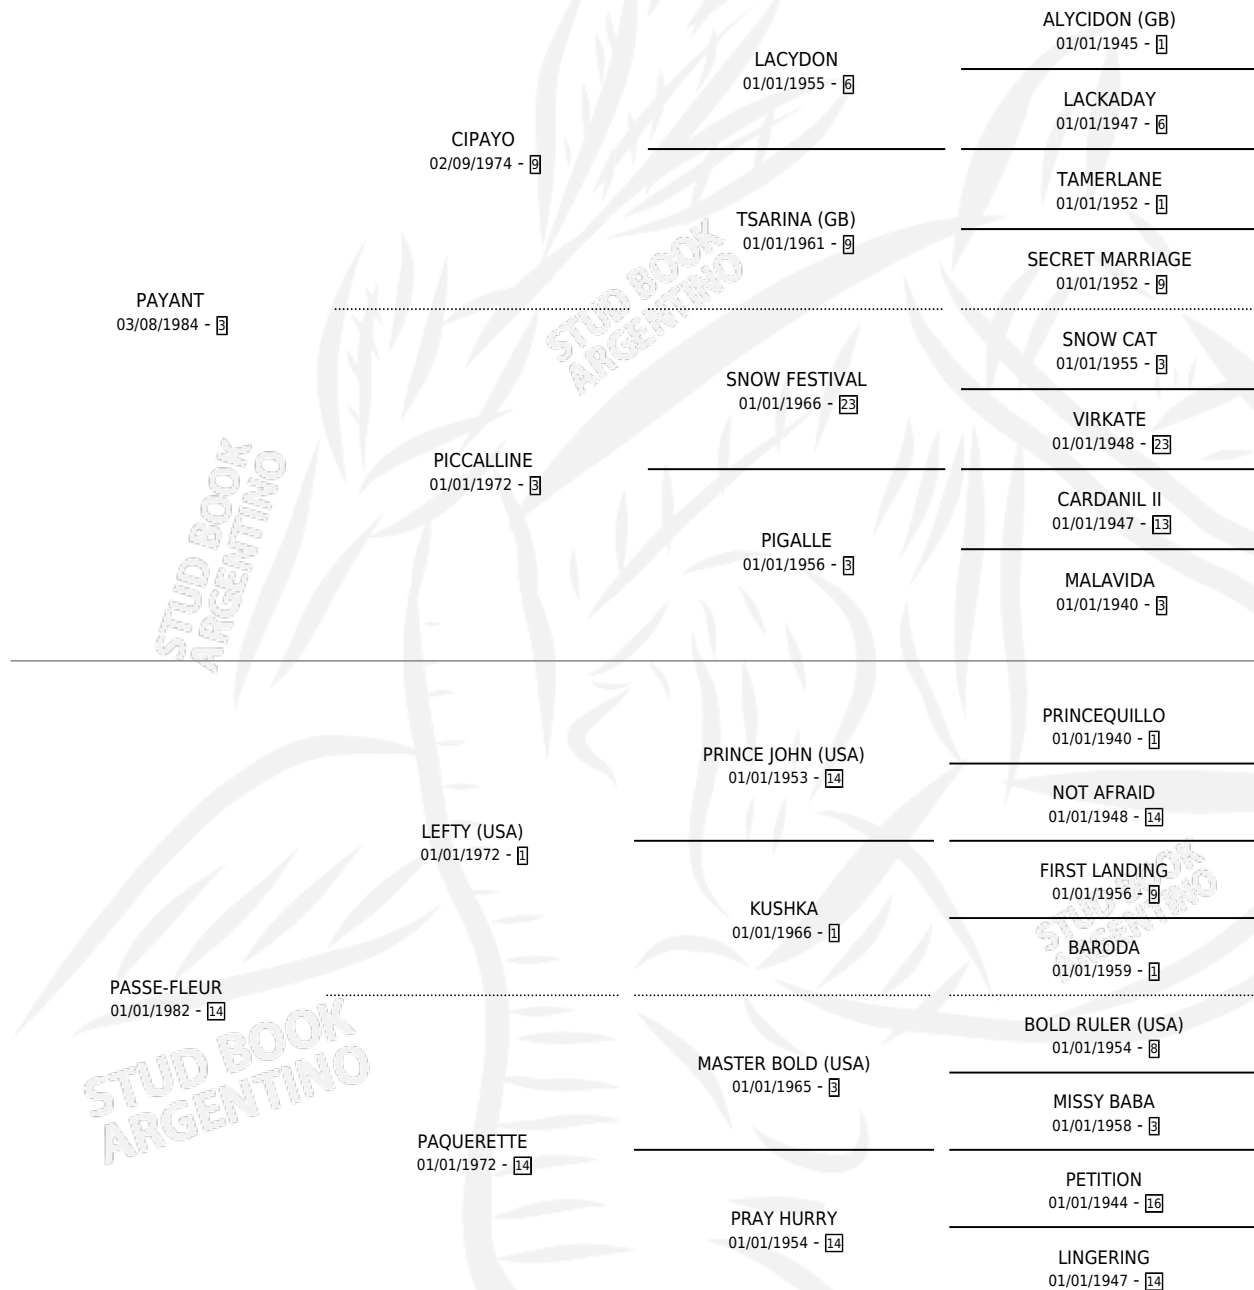 ALYCIDON (GB)
01/01/1945 - 1
LACYDON
01/01/1955 - 6
LACKADAY
01/01/1947 - 6
CIPAYO
02/09/1974 - 9
TAMERLANE
01/01/1952 - 1
TSARINA (GB)
01/01/1961 - 9
SECRET MARRIAGE
01/01/1952 - 9
PAYANT
03/08/1984 - 3
STUD BOOK
ARGENTINO
SNOW CAT
01/01/1955 - 3
SNOW FESTIVAL
01/01/1966 - 23
VIRKATE
01/01/1948 - 23
PICCALLINE
01/01/1972 - 3
CARDANIL II
01/01/1947 - 13
PIGALLE
01/01/1956 - 3
MALAVIDA
01/01/1940 - 3
STUD BOOK
ARGENTINO
PRINCEQUILLO
01/01/1940 - 1
PRINCE JOHN (USA)
01/01/1953 - 14
NOT AFRAID
01/01/1948 - 14
LEFTY (USA)
01/01/1972 - 1
FIRST LANDING
01/01/1956 - 9
KUSHKA
01/01/1966 - 1
BARODA
01/01/1959 - 1
STUD BOOK
ARGENTINO
PASSE-FLEUR
01/01/1982 - 14
BOLD RULER (USA)
01/01/1954 - 8
MASTER BOLD (USA)
01/01/1965 - 3
MISSY BABA
01/01/1958 - 3
STUD BOOK
ARGENTINO
PAQUERETTE
01/01/1972 - 14
PETITION
01/01/1944 - 16
PRAY HURRY
01/01/1954 - 14
LINGERING
01/01/1947 - 14